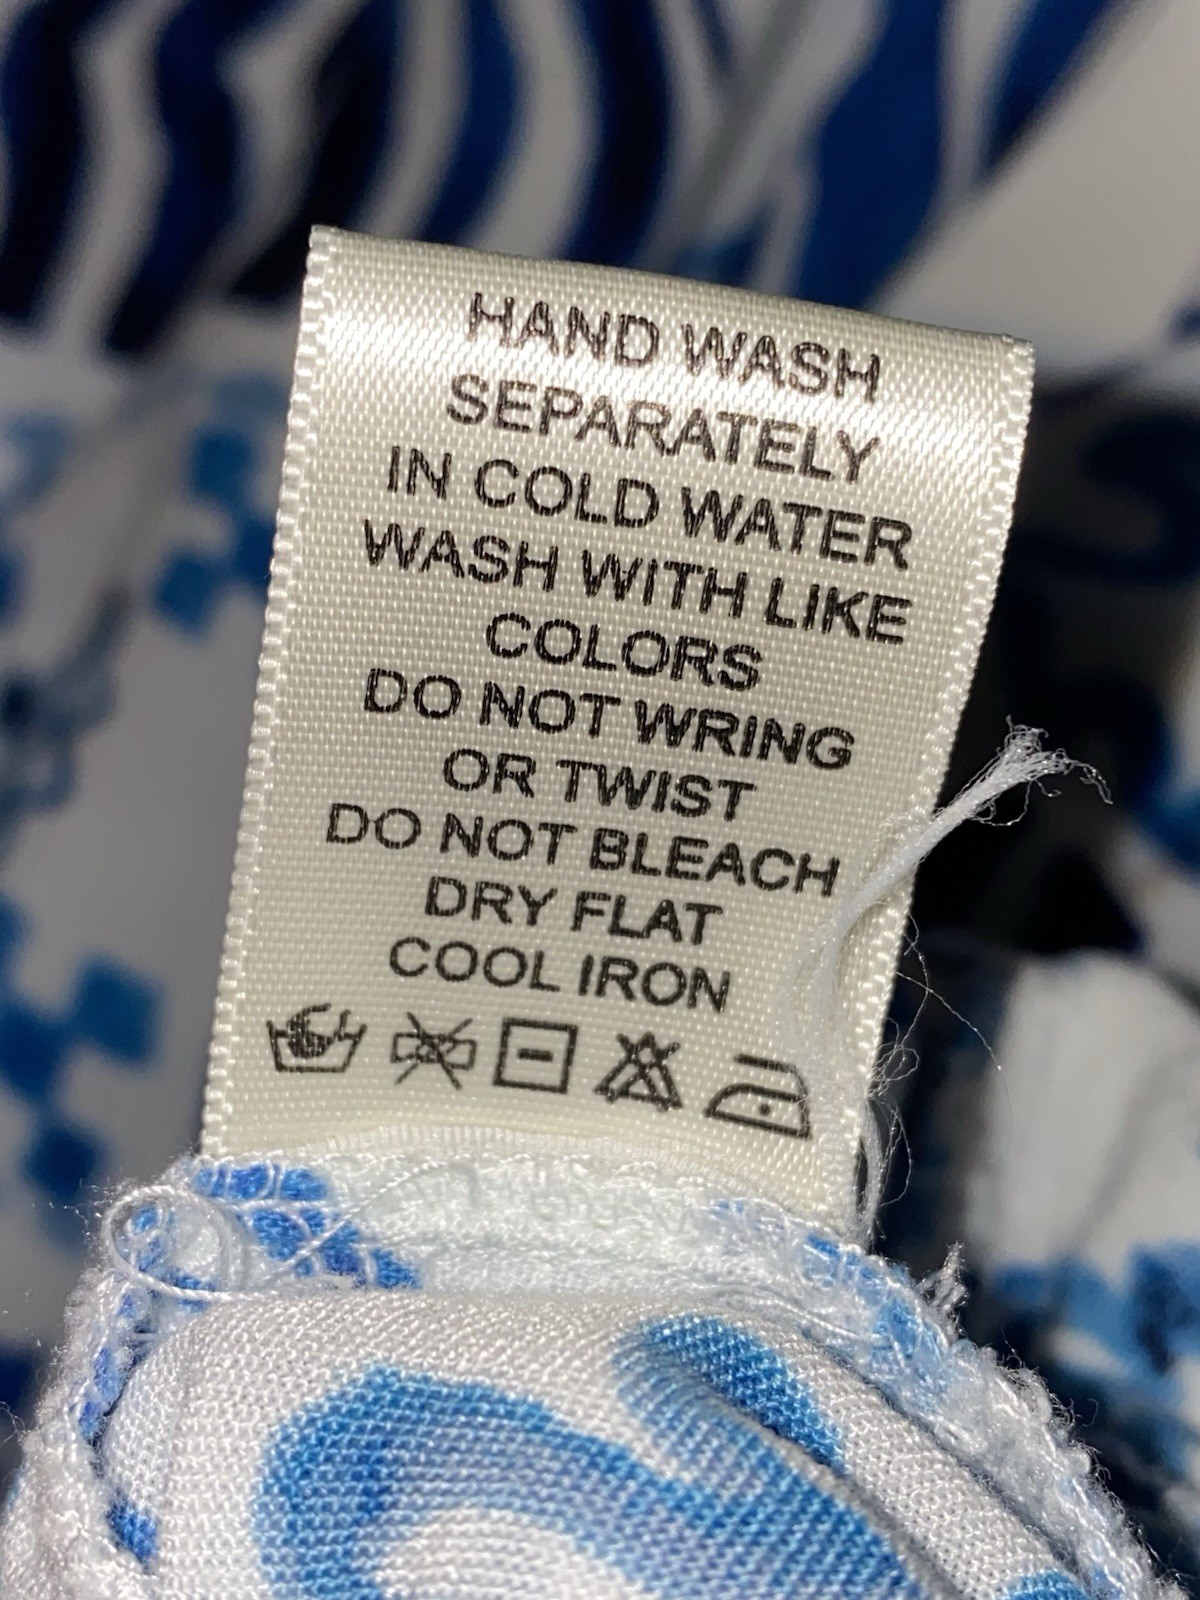 HAND WASH
SEPARATELY
IN COLD WATER
WASH WITH LIKE
COLORS
DO NOT WRING
OR TWIST
DO NOT BLEACH
DRY FLAT
COOL IRON